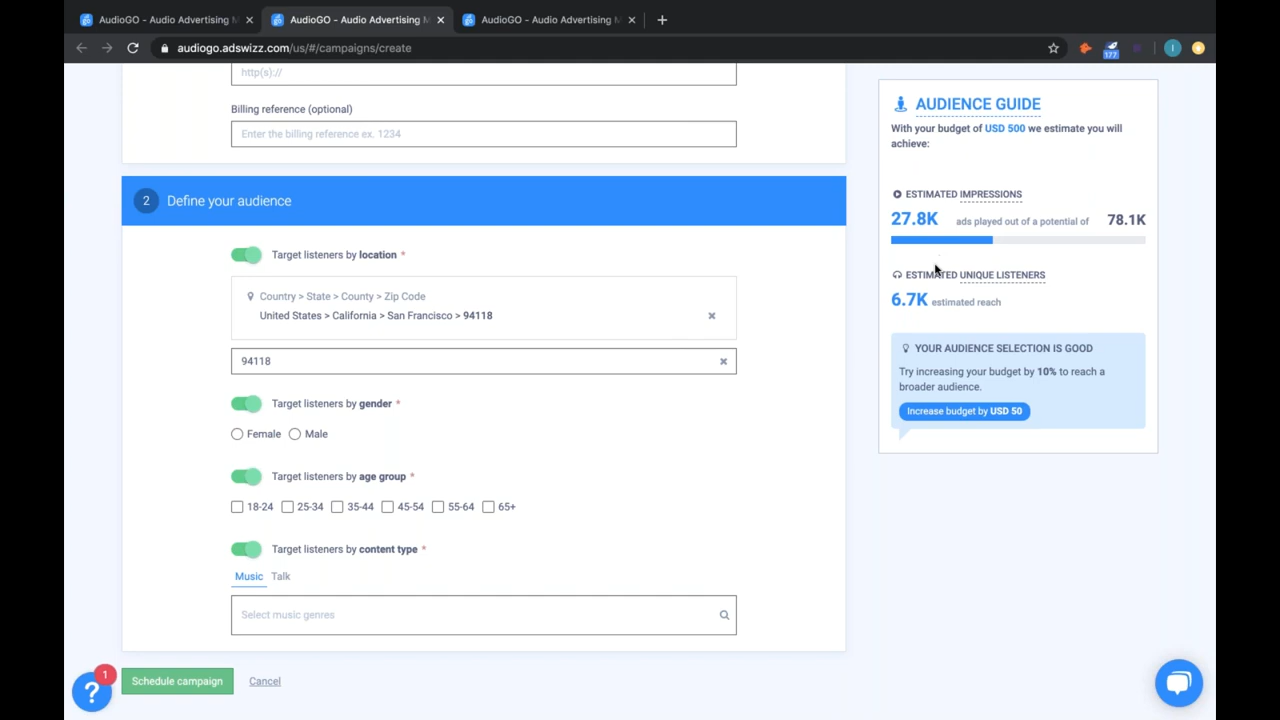 AudioGO - Audio Advertising M
AudioGO - Audio Advertising M
AudioGO - Audio Advertising M
audiogo.adswizz.com/us/#/campaigns/create
177
I
http(s)://
Billing reference (optional)
Enter the billing reference ex. 1234
2 Define your audience
Target listeners by location *
Country > State > County > Zip Code
United States > California > San Francisco > 94118
94118
Target listeners by gender *
Female Male
Target listeners by age group *
18-24 25-34 35-44 45-54 55-64 65+
Target listeners by content type *
Music Talk
Select music genres
Schedule campaign Cancel
1
?
AUDIENCE GUIDE
With your budget of USD 500 we estimate you will
achieve:
ESTIMATED IMPRESSIONS
27.8K ads played out of a potential of 78.1K
ESTIMATED UNIQUE LISTENERS
6.7K estimated reach
YOUR AUDIENCE SELECTION IS GOOD
Try increasing your budget by 10% to reach a
broader audience.
Increase budget by USD 50